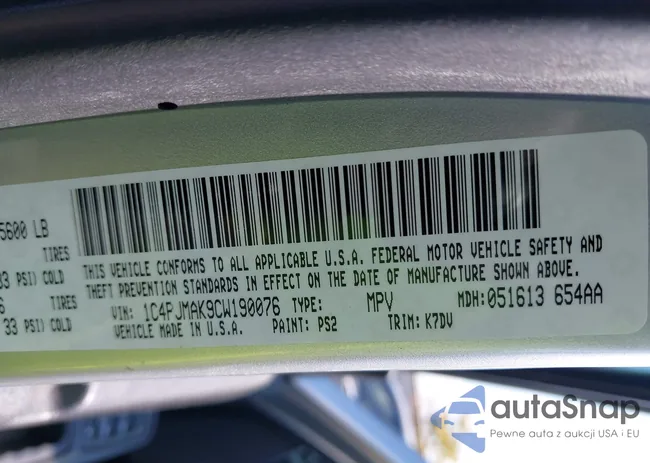 5600 LB
TIRES
33 PSI) COLD
TIRES
33 PSI) COLD
THIS VEHICLE CONFORMS TO ALL APPLICABLE U.S.A. FEDERAL MOTOR VEHICLE SAFETY AND
THEFT PREVENTION STANDARDS IN EFFECT ON THE DATE OF MANUFACTURE SHOWN ABOVE.
VIN: 1C4PJMAK9CW190076 TYPE: MPV MDH: 051613 654AA
VEHICLE MADE IN U.S.A. PAINT: PS2 TRIM: K7DV
autaSnap
Pewne auta z aukcji USA i EU